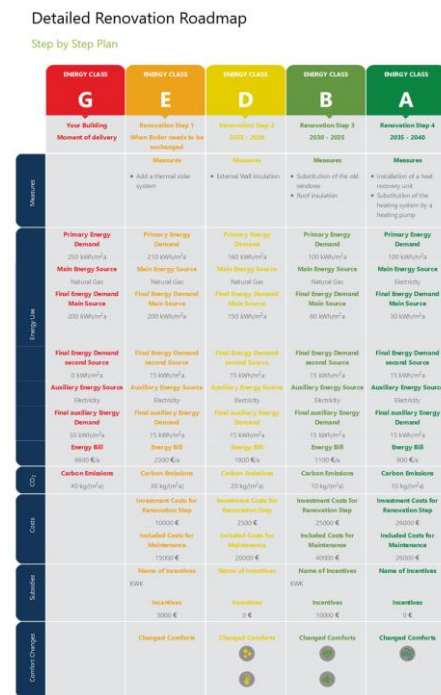 Detailed Renovation Roadmap
Step by Step Plan
ENERGY CLASS ENERGY CLASS ENERGY CLASS ENERGY CLASS ENERGY CLASS
G E D B A
Your Building Renovation Step 1 Renovation Step 2 Renovation Step 3 Renovation Step 4
Moment of delivery When Boiler needs to be 2030 - 2035 2035 - 2040
exchanged
Measures
Measures Measures Measures Measures
• Add a thermal solar • External Wall insulation • Substitution of the old • Installation of a heat
system windows recovery unit
• Roof insulation • Substitution of the
heating system by a
heating pump
Energy Use
Primary Energy Primary Energy Primary Energy Primary Energy Primary Energy
Demand Demand Demand Demand Demand
250 kWh/m²a 210 kWh/m²a 160 kWh/m²a 100 kWh/m²a 100 kWh/m²a
Main Energy Source Main Energy Source Main Energy Source Main Energy Source Main Energy Source
Natural Gas Natural Gas Natural Gas Natural Gas Electricity
Final Energy Demand Final Energy Demand Final Energy Demand Final Energy Demand Final Energy Demand
Main Source Main Source Main Source Main Source Main Source
200 kWh/m²a 200 kWh/m²a 150 kWh/m²a 80 kWh/m²a 30 kWh/m²a
Final Energy Demand Final Energy Demand Final Energy Demand Final Energy Demand Final Energy Demand
second Source second Source second Source second Source second Source
0 kWh/m²a 15 kWh/m²a 15 kWh/m²a 15 kWh/m²a 15 kWh/m²a
Auxiliary Energy Source Auxiliary Energy Source Auxiliary Energy Source Auxiliary Energy Source Auxiliary Energy Source
Electricity Electricity Electricity Electricity Electricity
Final auxiliary Energy Final auxiliary Energy Final auxiliary Energy Final auxiliary Energy Final auxiliary Energy
Demand Demand Demand Demand Demand
15 kWh/m²a 15 kWh/m²a 15 kWh/m²a 15 kWh/m²a
Energy Bill Energy Bill Energy Bill Energy Bill Energy Bill
4600 €/a 2300 €/a 1800 €/a 1100 €/a 900 €/a
CO₂
Carbon Emissions Carbon Emissions Carbon Emissions Carbon Emissions Carbon Emissions
40 kg/(m²a) 30 kg/(m²a) 20 kg/(m²a) 10 kg/(m²a) 10 kg/(m²a)
Costs
Investment Costs for Investment Costs for Investment Costs for Investment Costs for
Renovation Step Renovation Step Renovation Step Renovation Step
10000 € 2500 € 25000 € 26000 €
Included Costs for Included Costs for Included Costs for Included Costs for
Maintenance Maintenance Maintenance Maintenance
15000 € 20000 € 40000 € 26000 €
Subsidies
Name of Incentives Name of Incentives Name of Incentives Name of Incentives
KWK KWK
Incentives Incentives Incentives Incentives
0 € 10000 € 0 €
Comfort Changes
Changed Comforts Changed Comforts Changed Comforts Changed Comforts